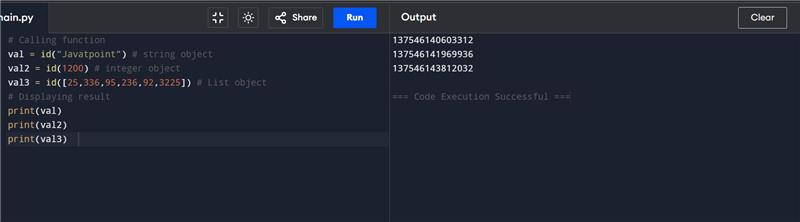 main.py
Share
Run
Output
Clear
# Calling function
val = id("Javatpoint") # string object
val2 = id(1200) # integer object
val3 = id([25,336,95,236,92,3225]) # List object
# Displaying result
print(val)
print(val2)
print(val3)
137546140603312
137546141969936
137546143812032
=== Code Execution Successful ===